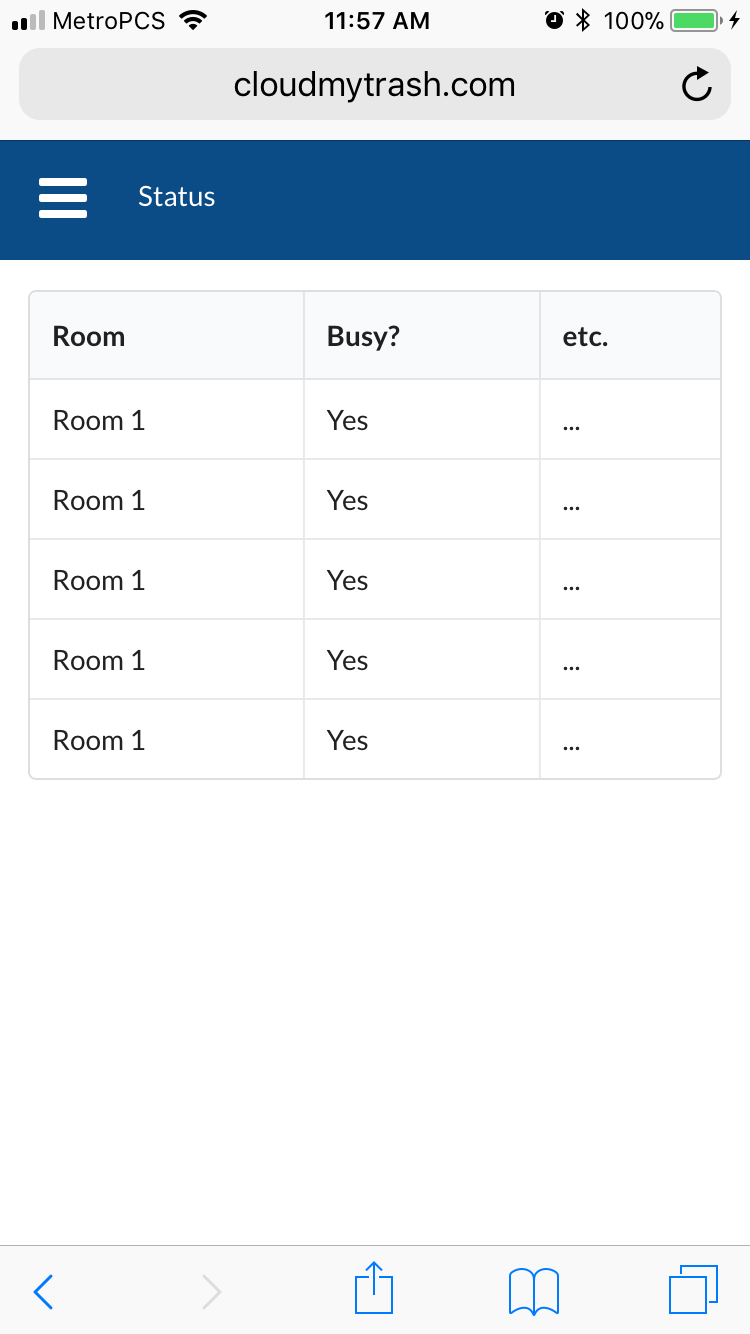 MetroPCS 11:57 AM 100%
cloudmytrash.com
Status
Room Busy? etc.
Room 1 Yes ...
Room 1 Yes ...
Room 1 Yes ...
Room 1 Yes ...
Room 1 Yes ...